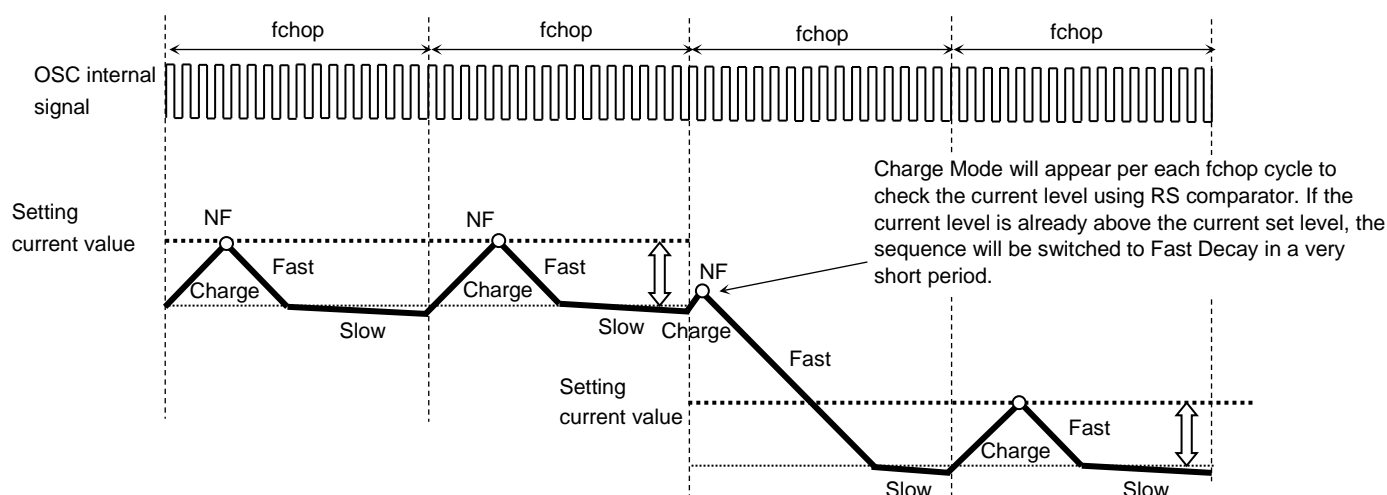 fchop
fchop
fchop
fchop
OSC internal
signal
Charge Mode will appear per each fchop cycle to
check the current level using RS comparator. If the
current level is already above the current set level, the
sequence will be switched to Fast Decay in a very
short period.
Setting
current value
NF
Fast
Charge
Slow
NF
Fast
Charge
Slow
NF
Charge
Fast
Slow
Setting
current value
Fast
Charge
Slow